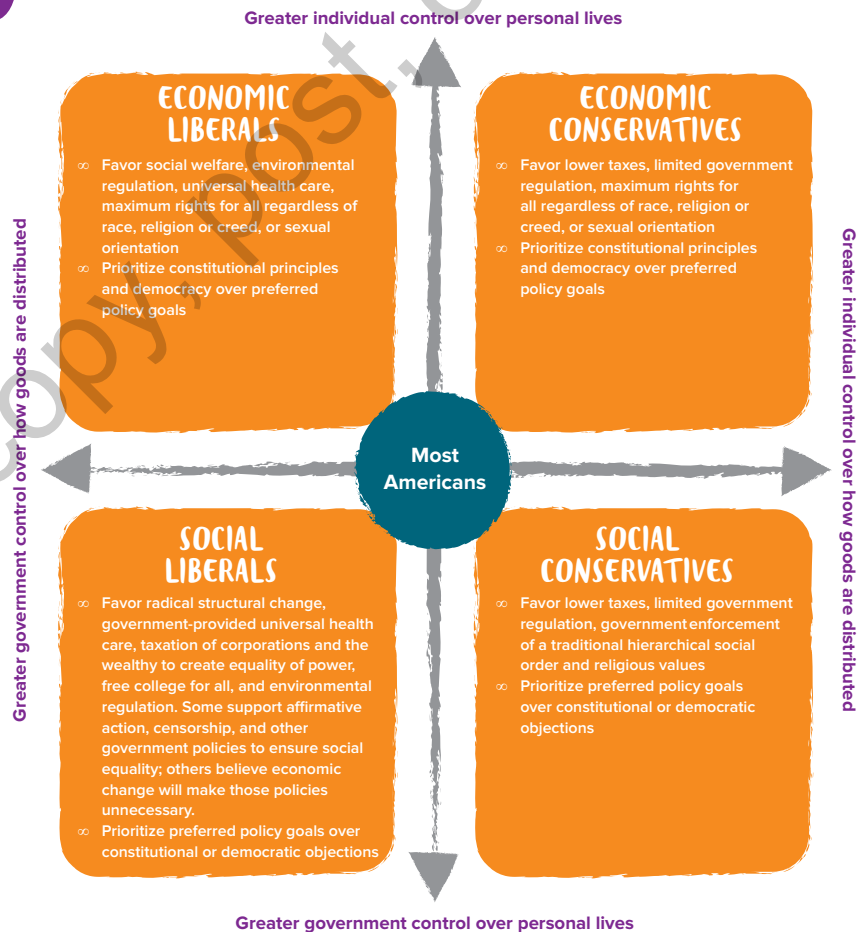 Greater individual control over personal lives
ECONOMIC
LIBERALS
∞ Favor social welfare, environmental
regulation, universal health care,
maximum rights for all regardless of
race, religion or creed, or sexual
orientation
∞ Prioritize constitutional principles
and democracy over preferred
policy goals
ECONOMIC
CONSERVATIVES
∞ Favor lower taxes, limited government
regulation, maximum rights for
all regardless of race, religion or
creed, or sexual orientation
∞ Prioritize constitutional principles
and democracy over preferred
policy goals
Greater government control over how goods are distributed
Most
Americans
Greater individual control over how goods are distributed
SOCIAL
LIBERALS
∞ Favor radical structural change,
government-provided universal health
care, taxation of corporations and the
wealthy to create equality of power,
free college for all, and environmental
regulation. Some support affirmative
action, censorship, and other
government policies to ensure social
equality; others believe economic
change will make those policies
unnecessary.
∞ Prioritize preferred policy goals over
constitutional or democratic objections
SOCIAL
CONSERVATIVES
∞ Favor lower taxes, limited government
regulation, government enforcement
of a traditional hierarchical social
order and religious values
∞ Prioritize preferred policy goals
over constitutional or democratic
objections
Greater government control over personal lives
copy, post,